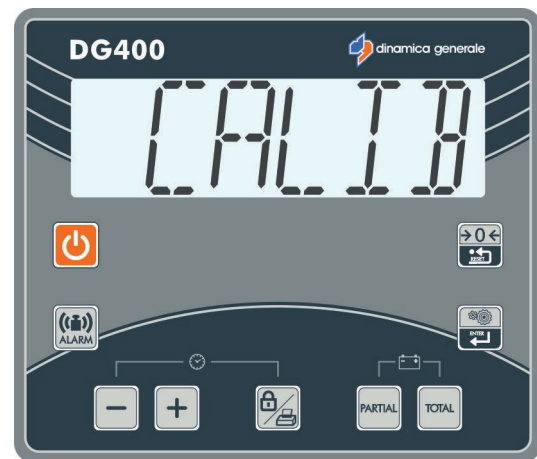 DG400
dinamica generale
CALIB
→0←
RESET
ALARM
ENTER
- +
PARTIAL
TOTAL